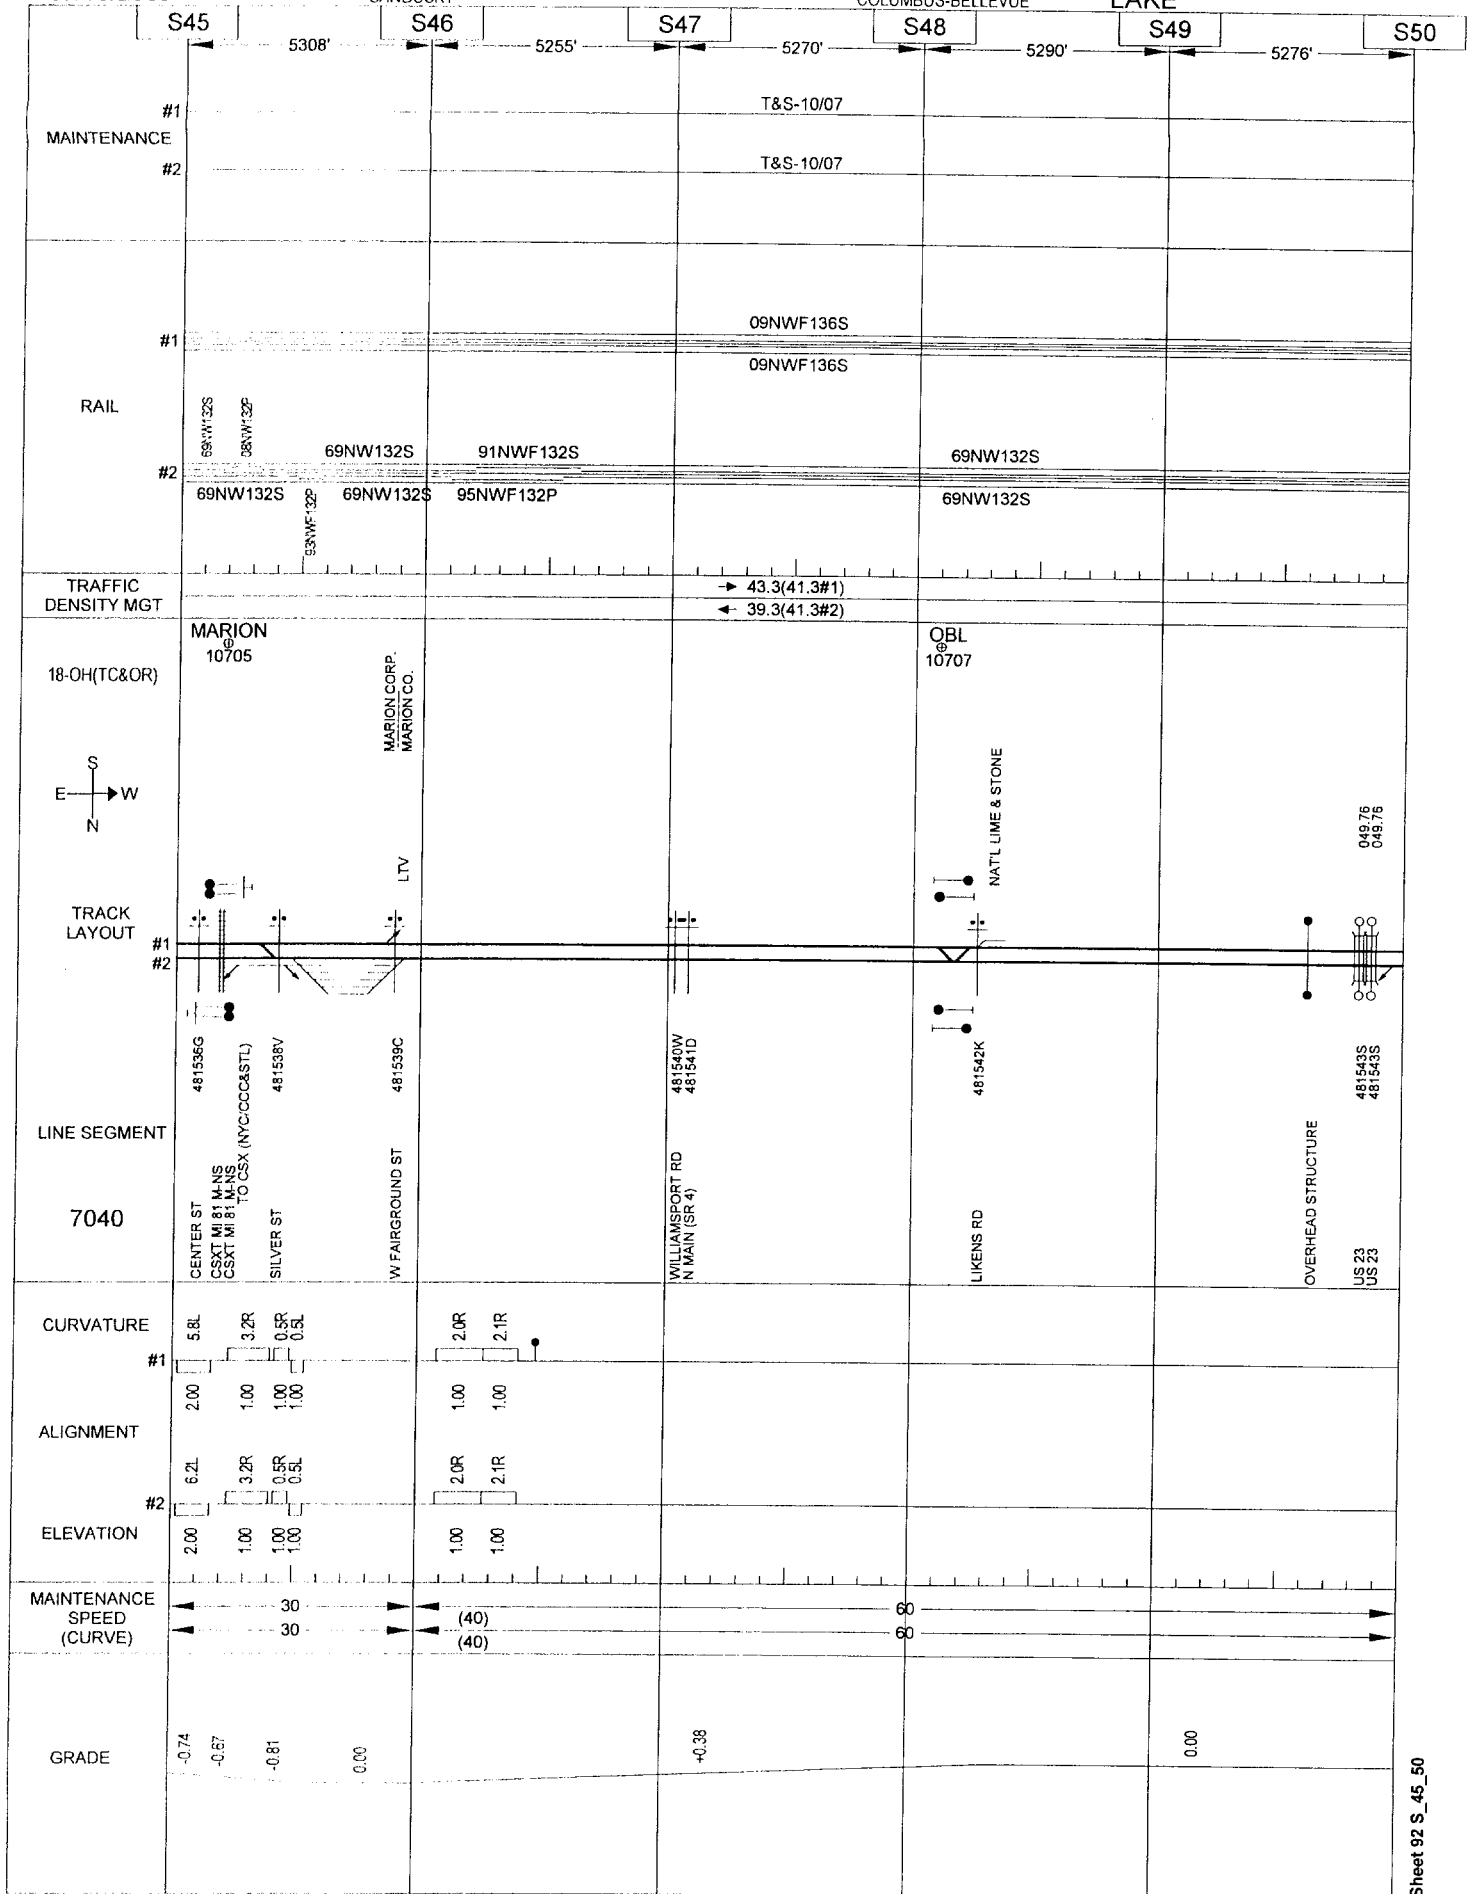 COLUMBUS-BELLEVUE
LAKE
S45
S46
S47
S48
S49
S50
5308'
5255'
5270'
5290'
5276'
MAINTENANCE
#1
T&S-10/07
#2
T&S-10/07
RAIL
#1
09NWF136S
09NWF136S
69NW132S
08NW132P
69NW132S
91NWF132S
69NW132S
#2
69NW132S
93NWF132P
69NW132S
95NWF132P
69NW132S
TRAFFIC
DENSITY MGT
43.3(41.3#1)
39.3(41.3#2)
18-OH(TC&OR)
MARION
10705
MARION CORP.
MARION CO.
OBL
10707
S
E
W
N
LTV
NAT'L LIME & STONE
049.76
049.76
TRACK
LAYOUT
#1
#2
481536G
481538V
481539C
481540W
481541D
481542K
481543S
481543S
LINE SEGMENT
7040
CENTER ST
CSXT MI 81 M-NS
CSXT MI 81 M-NS
TO CSX (NYC/CCC&STL)
SILVER ST
W FAIRGROUND ST
WILLIAMSPORT RD
N MAIN (SR 4)
LIKENS RD
OVERHEAD STRUCTURE
US 23
US 23
CURVATURE
#1
5.8L
3.2R
0.5R
0.5L
2.0R
2.1R
2.00
1.00
1.00
1.00
1.00
1.00
ALIGNMENT
#2
6.2L
3.2R
0.5R
0.5L
2.0R
2.1R
ELEVATION
2.00
1.00
1.00
1.00
1.00
1.00
MAINTENANCE
SPEED
(CURVE)
30
(40)
60
30
(40)
60
GRADE
-0.74
-0.67
-0.81
0.00
+0.38
0.00
Sheet 92 S_45_50